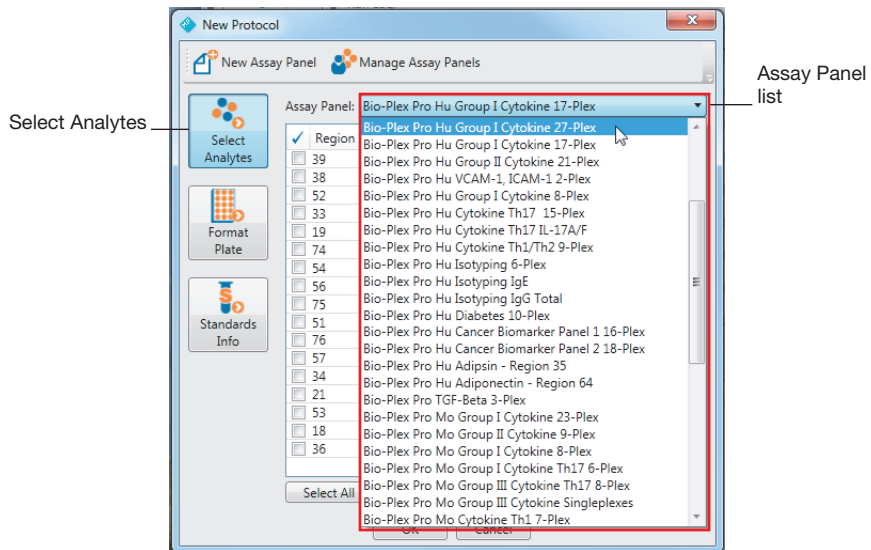 New Protocol
New Assay Panel Manage Assay Panels
Assay Panel
list
Select Analytes
Select
Analytes
Format
Plate
Standards
Info
Assay Panel: Bio-Plex Pro Hu Group I Cytokine 17-Plex
✓ Region
39
38
52
33
19
74
54
56
75
51
76
57
34
21
53
18
36
Bio-Plex Pro Hu Group I Cytokine 27-Plex
Bio-Plex Pro Hu Group I Cytokine 17-Plex
Bio-Plex Pro Hu Group II Cytokine 21-Plex
Bio-Plex Pro Hu VCAM-1, ICAM-1 2-Plex
Bio-Plex Pro Hu Group I Cytokine 8-Plex
Bio-Plex Pro Hu Cytokine Th17 15-Plex
Bio-Plex Pro Hu Cytokine Th17 IL-17A/F
Bio-Plex Pro Hu Cytokine Th1/Th2 9-Plex
Bio-Plex Pro Hu Isotyping 6-Plex
Bio-Plex Pro Hu Isotyping IgE
Bio-Plex Pro Hu Isotyping IgG Total
Bio-Plex Pro Hu Diabetes 10-Plex
Bio-Plex Pro Hu Cancer Biomarker Panel 1 16-Plex
Bio-Plex Pro Hu Cancer Biomarker Panel 2 18-Plex
Bio-Plex Pro Hu Adipsin - Region 35
Bio-Plex Pro Hu Adiponectin - Region 64
Bio-Plex Pro TGF-Beta 3-Plex
Bio-Plex Pro Mo Group I Cytokine 23-Plex
Bio-Plex Pro Mo Group II Cytokine 9-Plex
Bio-Plex Pro Mo Group I Cytokine 8-Plex
Bio-Plex Pro Mo Group I Cytokine Th17 6-Plex
Bio-Plex Pro Mo Group III Cytokine Th17 8-Plex
Bio-Plex Pro Mo Group III Cytokine Singleplexes
Bio-Plex Pro Mo Cytokine Th1 7-Plex
Select All
OK Cancel